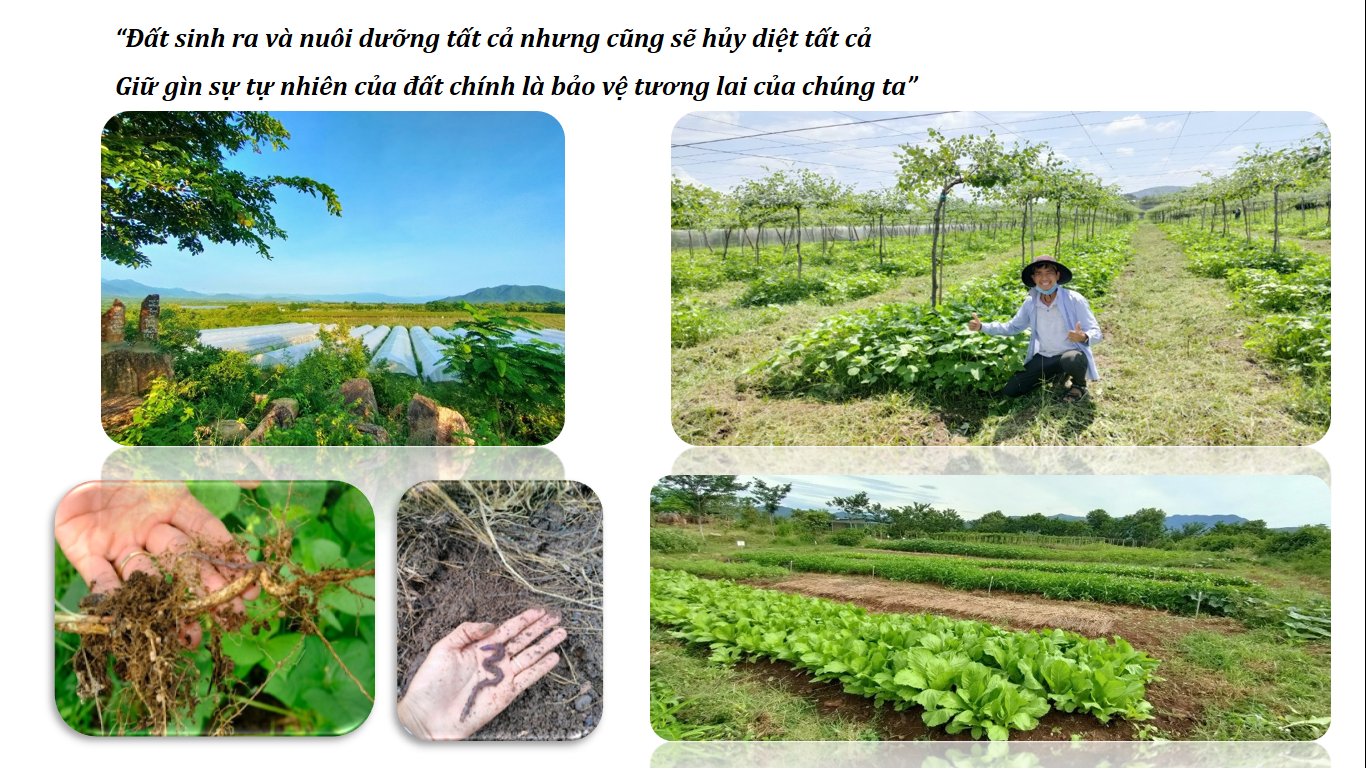 “Đất sinh ra và nuôi dưỡng tất cả nhưng cũng sẽ hủy diệt tất cả
Giữ gìn sự tự nhiên của đất chính là bảo vệ tương lai của chúng ta”